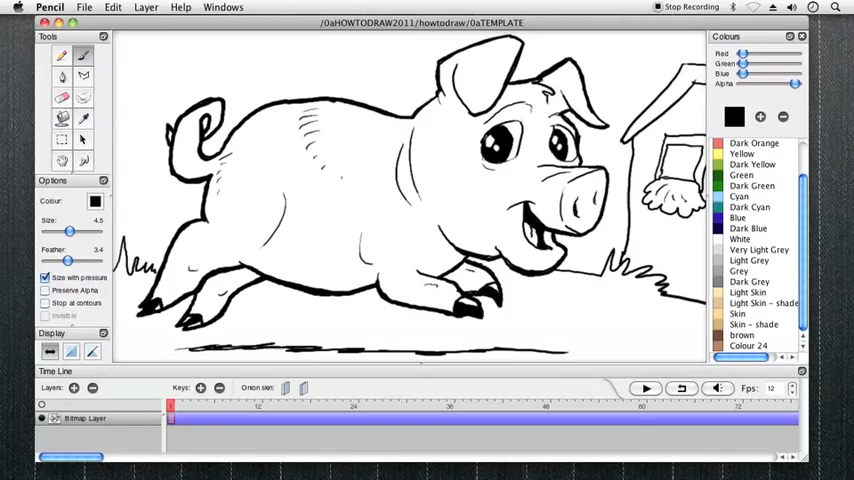 Pencil File Edit Layer Help Windows Stop Recording
/0aHOWTODRAW2011/howtodraw/0aTEMPLATE
Tools
Colours
Red
Green
Blue
Alpha
Dark Orange
Yellow
Dark Yellow
Green
Dark Green
Cyan
Dark Cyan
Blue
Dark Blue
White
Very Light Grey
Light Grey
Grey
Dark Grey
Light Skin
Light Skin - shade
Skin
Skin - shade
brown
Colour 24
Options
Colour:
Size: 4.5
Feather: 3.4
Size with pressure
Preserve Alpha
Stop at contours
Invisible
Display
Time Line
Layers: Keys: Onion skin: Fps: 12
1 12 24 36 48 60 72
Bitmap Layer